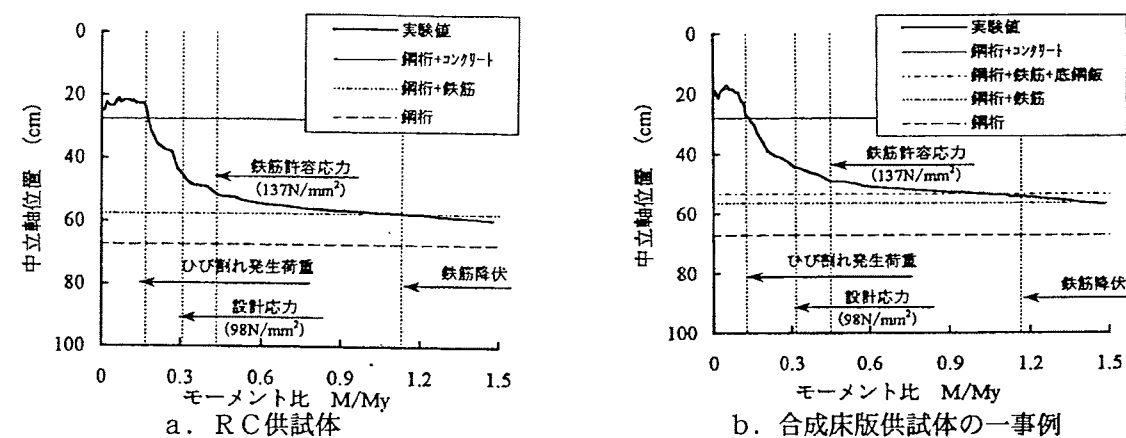 0
20
40
60
80
100
中立軸位置 (cm)
実験値
鋼桁+コンクリート
鋼桁+鉄筋
鋼桁
鉄筋許容応力
(137N/mm²)
ひび割れ発生荷重
鉄筋降伏
設計応力
(98N/mm²)
0 0.3 0.6 0.9 1.2 1.5
モーメント比 M/My
a. RC供試体
0
20
40
60
80
100
中立軸位置 (cm)
実験値
鋼桁+コンクリート
鋼桁+鉄筋+底鋼鈑
鋼桁+鉄筋
鋼桁
鉄筋許容応力
(137N/mm²)
ひび割れ発生荷重
鉄筋降伏
設計応力
(98N/mm²)
0 0.3 0.6 0.9 1.2 1.5
モーメント比 M/My
b. 合成床版供試体の一事例